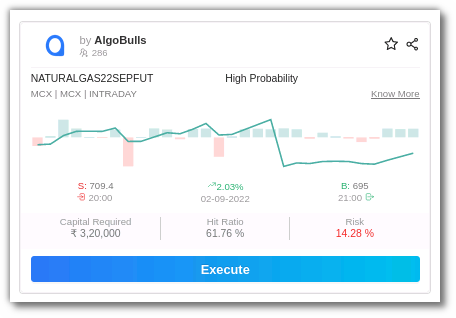 by AlgoBulls
286
NATURALGAS22SEPFUT High Probability
MCX | MCX | INTRADAY Know More
S: 709.4 2.03% B: 695
20:00 02-09-2022 21:00
Capital Required Hit Ratio Risk
₹ 3,20,000 61.76 % 14.28 %
Execute